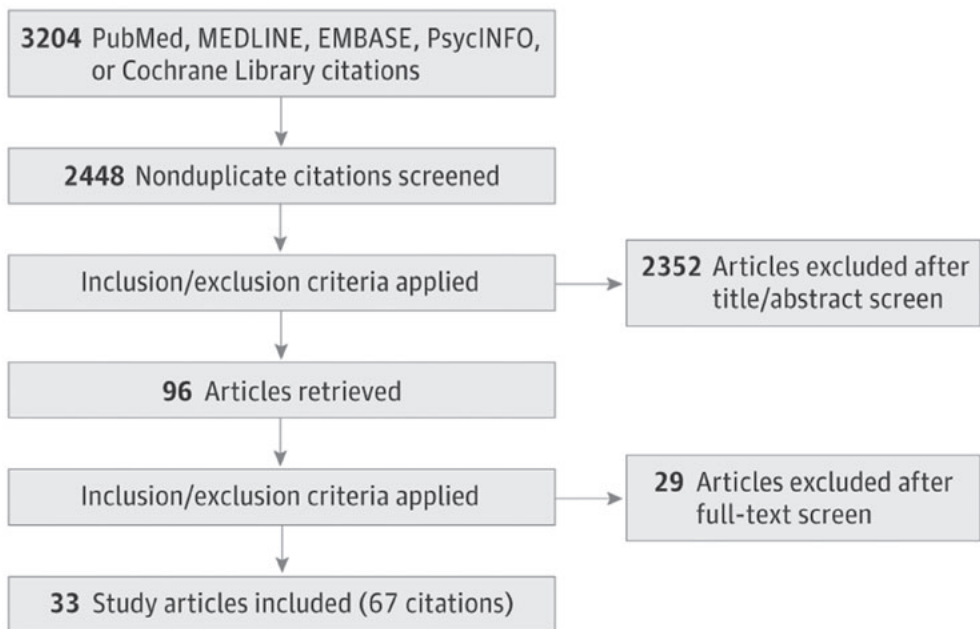 3204 PubMed, MEDLINE, EMBASE, PsycINFO,
or Cochrane Library citations
2448 Nonduplicate citations screened
Inclusion/exclusion criteria applied
2352 Articles excluded after
title/abstract screen
96 Articles retrieved
Inclusion/exclusion criteria applied
29 Articles excluded after
full-text screen
33 Study articles included (67 citations)